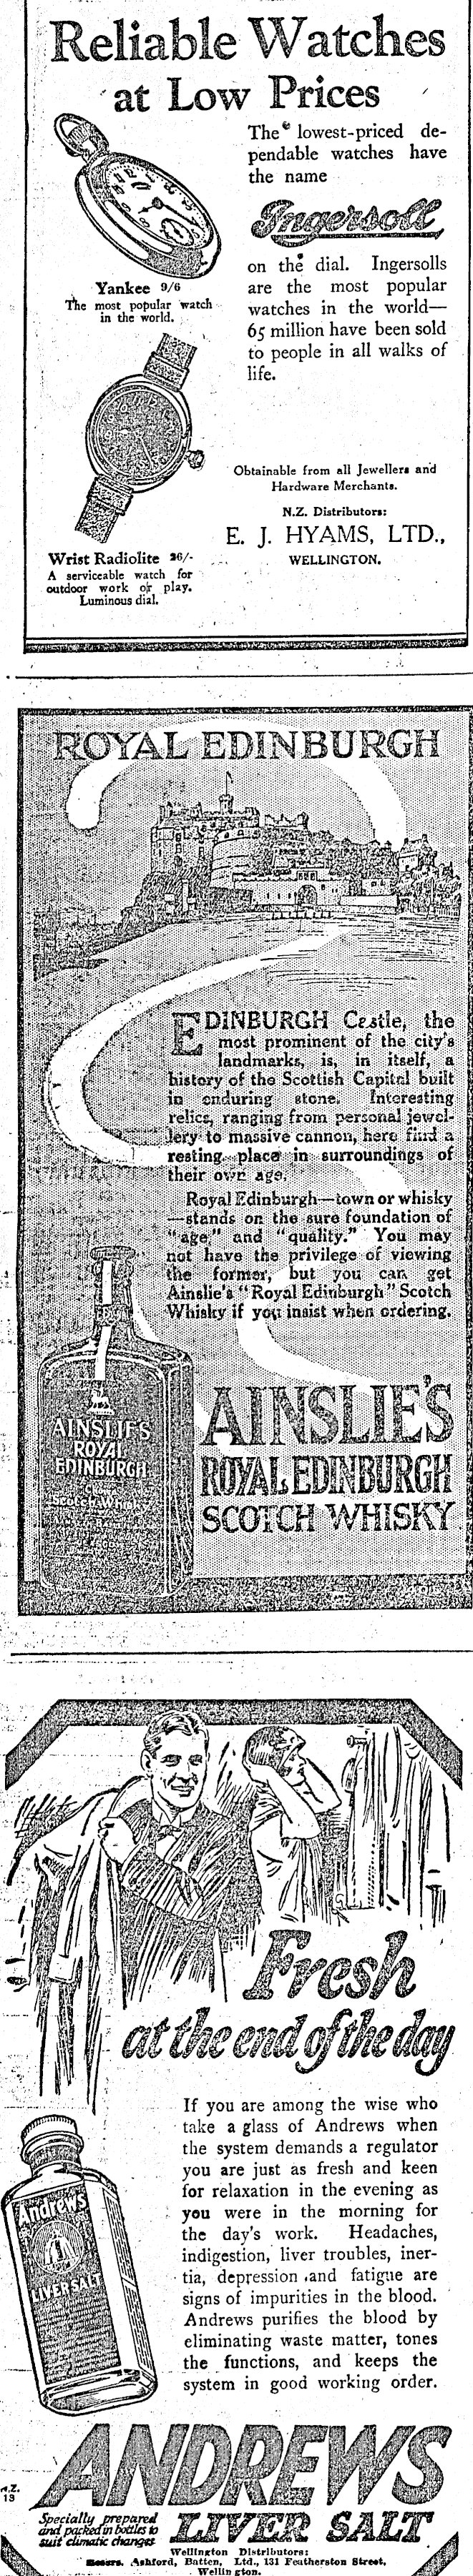 Reliable Watches
at Low Prices
The lowest-priced de-
pendable watches have
the name
Ingersoll
on the dial. Ingersolls
are the most popular
watches in the world—
65 million have been sold
to people in all walks of
life.
Yankee 9/6
The most popular watch
in the world.
Obtainable from all Jewellers and
Hardware Merchants.
N.Z. Distributors:
E. J. HYAMS, LTD.,
WELLINGTON.
Wrist Radiolite 26/-
A serviceable watch for
outdoor work or play.
Luminous dial.
ROYAL EDINBURGH
EDINBURGH Castle, the
most prominent of the city's
landmarks, is, in itself, a
history of the Scottish Capital built
in enduring stone. Interesting
relics, ranging from personal jewel-
lery to massive cannon, here find a
resting place in surroundings of
their own age.
Royal Edinburgh—town or whisky
—stands on the sure foundation of
"age" and "quality." You may
not have the privilege of viewing
the former, but you can get
Ainslie's "Royal Edinburgh" Scotch
Whisky if you insist when ordering.
AINSLIE'S
ROYAL
EDINBURGH
Scotch Whisky
AINSLIE'S
ROYAL EDINBURGH
SCOTCH WHISKY
Fresh
at the end of the day
If you are among the wise who
take a glass of Andrews when
the system demands a regulator
you are just as fresh and keen
for relaxation in the evening as
you were in the morning for
the day's work. Headaches,
indigestion, liver troubles, iner-
tia, depression and fatigue are
signs of impurities in the blood.
Andrews purifies the blood by
eliminating waste matter, tones
the functions, and keeps the
system in good working order.
Andrews
LIVER SALT
N.Z.
13
ANDREWS
LIVER SALT
Specially prepared
and packed in bottles to
suit climatic changes
Wellington Distributors:
Messrs. Ashford, Batten, Ltd., 131 Featherston Street,
Wellington.